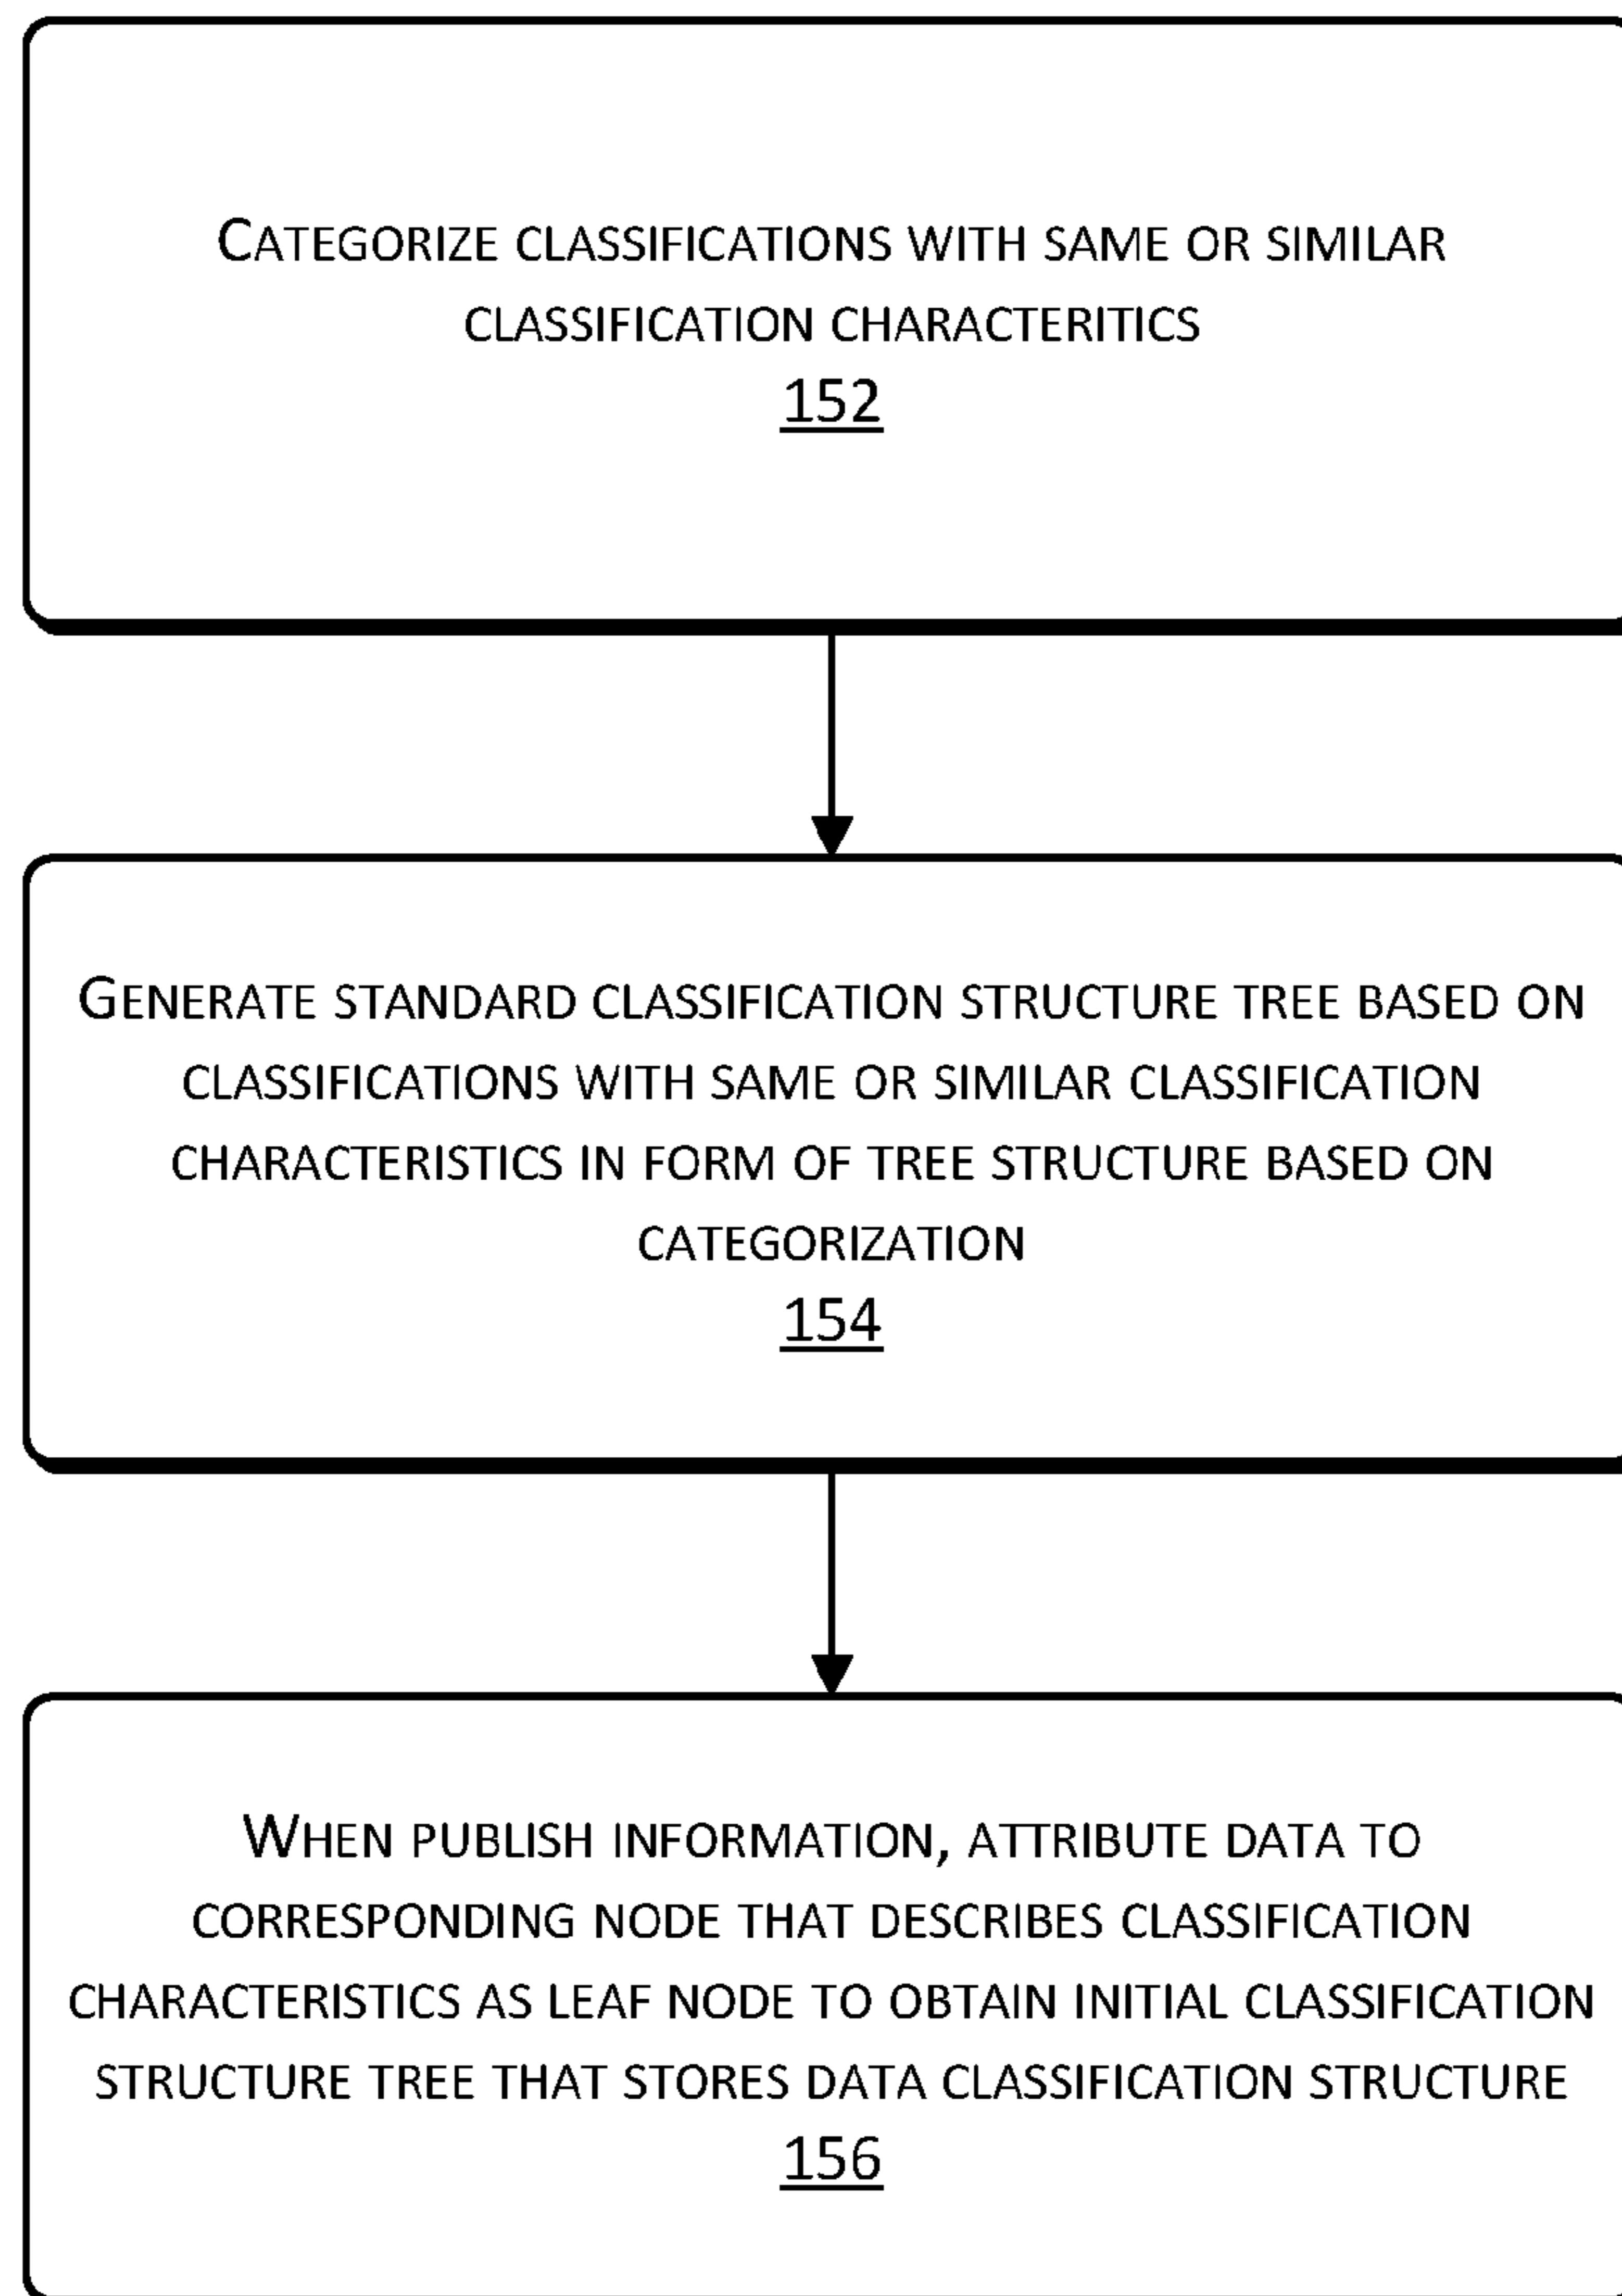 CATEGORIZE CLASSIFICATIONS WITH SAME OR SIMILAR
CLASSIFICATION CHARACTERITICS
152
GENERATE STANDARD CLASSIFICATION STRUCTURE TREE BASED ON
CLASSIFICATIONS WITH SAME OR SIMILAR CLASSIFICATION
CHARACTERISTICS IN FORM OF TREE STRUCTURE BASED ON
CATEGORIZATION
154
WHEN PUBLISH INFORMATION, ATTRIBUTE DATA TO
CORRESPONDING NODE THAT DESCRIBES CLASSIFICATION
CHARACTERISTICS AS LEAF NODE TO OBTAIN INITIAL CLASSIFICATION
STRUCTURE TREE THAT STORES DATA CLASSIFICATION STRUCTURE
156